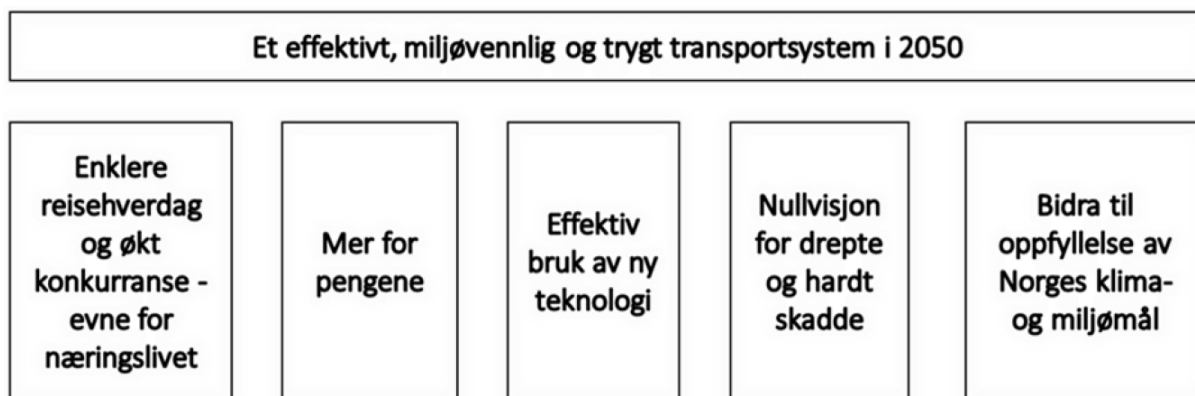 Et effektivt, miljøvennlig og trygt transportsystem i 2050
Enklere
reisehverdag
og økt
konkurranse -
evne for
næringslivet
Mer for
pengene
Effektiv
bruk av ny
teknologi
Nullvisjon
for drepte
og hardt
skadde
Bidra til
oppfyllelse av
Norges klima-
og miljømål